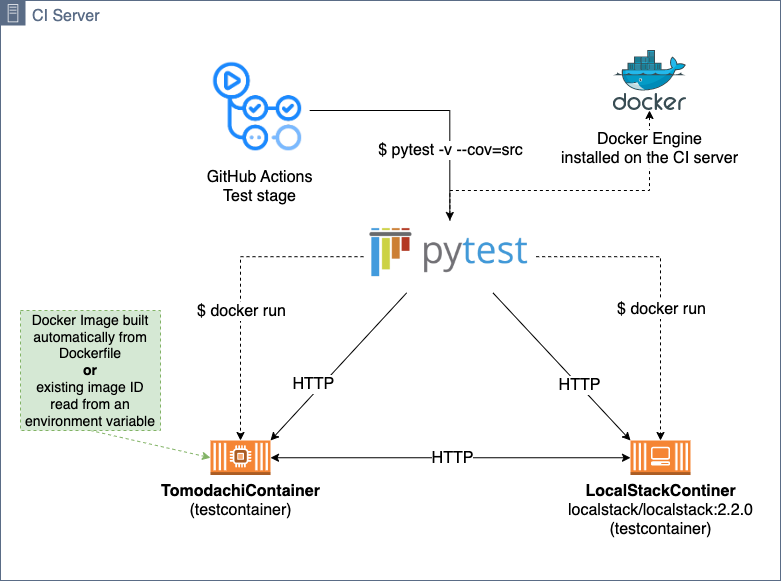 CI Server
docker
Docker Engine
installed on the CI server
$ pytest -v --cov=src
GitHub Actions
Test stage
pytest
$ docker run
$ docker run
Docker Image built
automatically from
Dockerfile
or
existing image ID
read from an
environment variable
HTTP
HTTP
HTTP
TomodachiContainer
(testcontainer)
LocalStackContiner
localstack/localstack:2.2.0
(testcontainer)